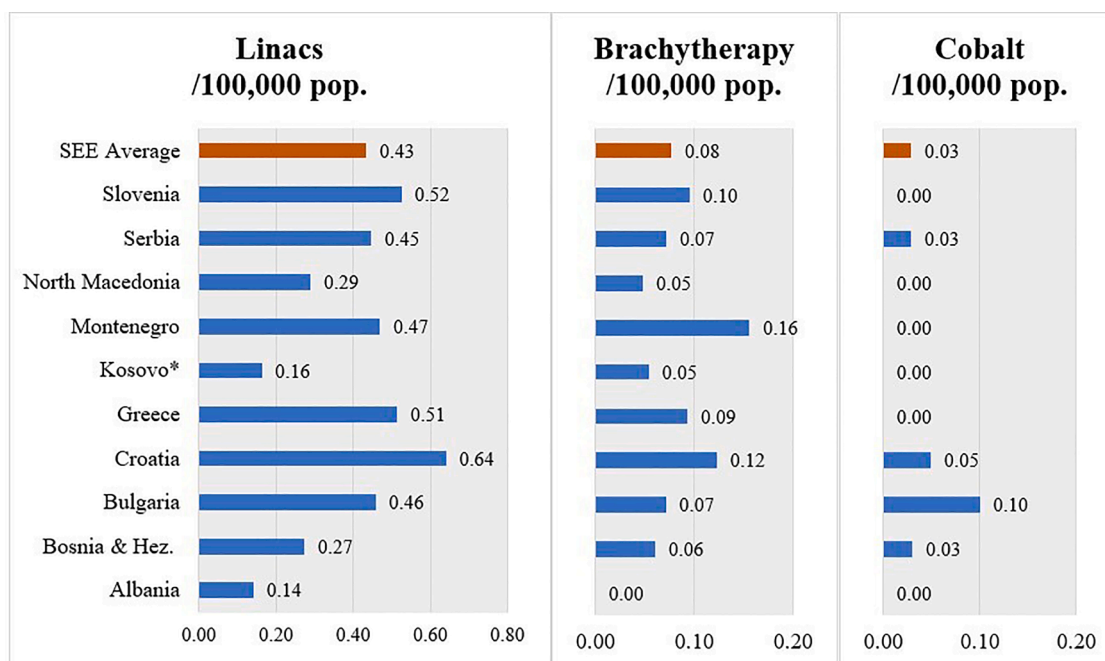 Linacs
/100,000 pop.
SEE Average 0.43
Slovenia 0.52
Serbia 0.45
North Macedonia 0.29
Montenegro 0.47
Kosovo* 0.16
Greece 0.51
Croatia 0.64
Bulgaria 0.46
Bosnia & Hez. 0.27
Albania 0.14
0.00 0.20 0.40 0.60 0.80
Brachytherapy
/100,000 pop.
0.08
0.10
0.07
0.05
0.16
0.05
0.09
0.12
0.07
0.06
0.00
0.00 0.10 0.20
Cobalt
/100,000 pop.
0.03
0.00
0.03
0.00
0.00
0.00
0.00
0.05
0.10
0.03
0.00
0.00 0.10 0.20